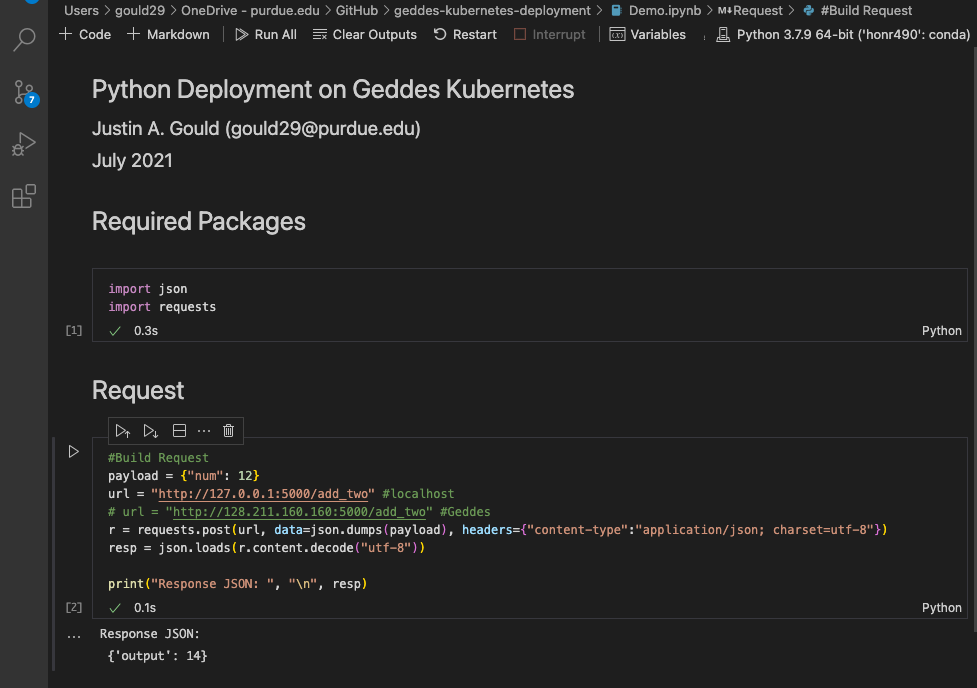 Users > gould29 > OneDrive - purdue.edu > GitHub > geddes-kubernetes-deployment > Demo.ipynb > M↓Request > #Build Request
+ Code + Markdown Run All Clear Outputs Restart Interrupt Variables Python 3.7.9 64-bit ('honr490': conda)
7
Python Deployment on Geddes Kubernetes
Justin A. Gould (gould29@purdue.edu)
July 2021
Required Packages
import json
import requests
[1] ✓ 0.3s Python
Request
#Build Request
payload = {"num": 12}
url = "http://127.0.0.1:5000/add_two" #localhost
# url = "http://128.211.160.160:5000/add_two" #Geddes
r = requests.post(url, data=json.dumps(payload), headers={"content-type":"application/json; charset=utf-8"})
resp = json.loads(r.content.decode("utf-8"))
print("Response JSON: ", "\n", resp)
[2] ✓ 0.1s Python
... Response JSON:
{'output': 14}